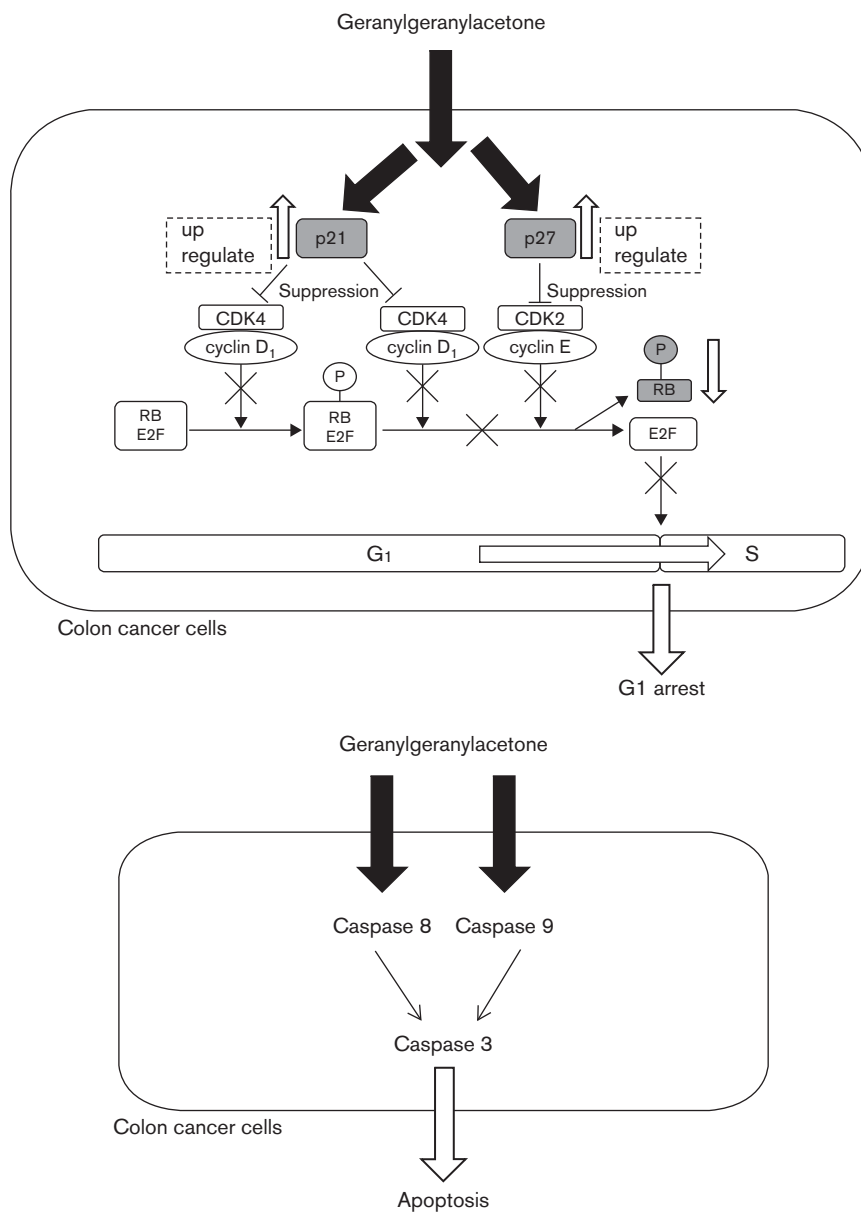 Geranylgeranylacetone
up
regulate
p21
p27
up
regulate
Suppression
Suppression
CDK4
CDK4
CDK2
cyclin D1
cyclin D1
cyclin E
P
P
RB
RB
E2F
RB
E2F
E2F
G1
S
Colon cancer cells
G1 arrest
Geranylgeranylacetone
Caspase 8
Caspase 9
Caspase 3
Colon cancer cells
Apoptosis